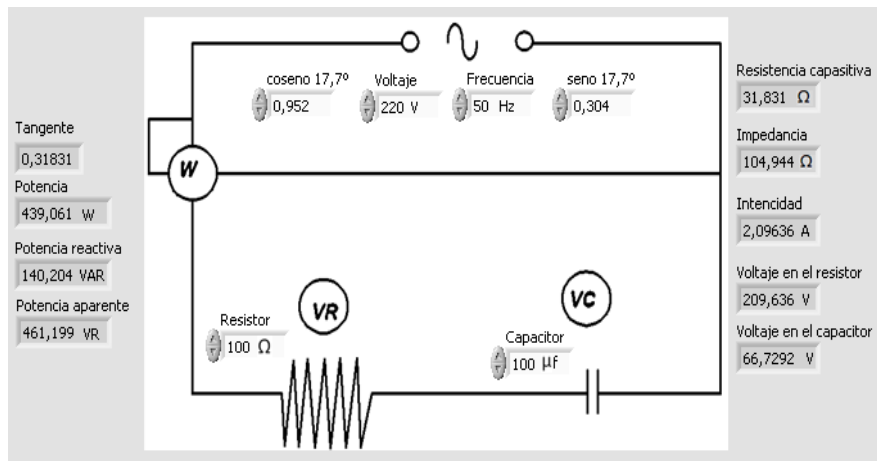 coseno 17,7º
0,952
Voltaje
220 V
Frecuencia
50 Hz
seno 17,7º
0,304
Tangente
0,31831
Potencia
439,061 W
Potencia reactiva
140,204 VAR
Potencia aparente
461,199 VR
W
VR
Resistor
100 Ω
VC
Capacitor
100 µf
Resistencia capasitiva
31,831 Ω
Impedancia
104,944 Ω
Intencidad
2,09636 A
Voltaje en el resistor
209,636 V
Voltaje en el capacitor
66,7292 V